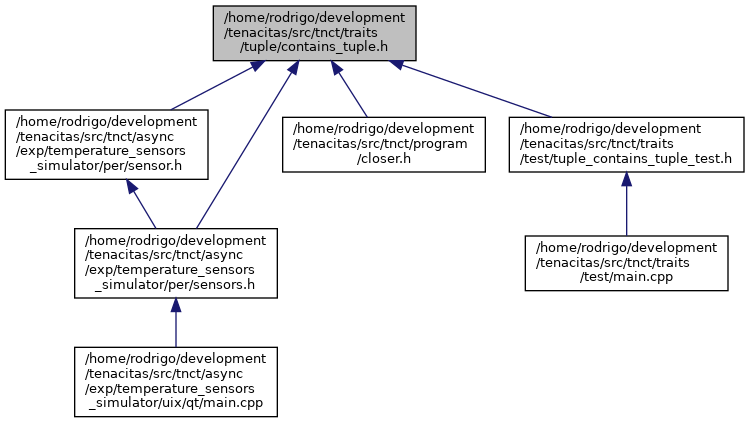 /home/rodrigo/development
/tenacitas/src/tnct/traits
/tuple/contains_tuple.h
/home/rodrigo/development
/tenacitas/src/tnct/async
/exp/temperature_sensors
_simulator/per/sensor.h
/home/rodrigo/development
/tenacitas/src/tnct/program
/closer.h
/home/rodrigo/development
/tenacitas/src/tnct/traits
/test/tuple_contains_tuple_test.h
/home/rodrigo/development
/tenacitas/src/tnct/async
/exp/temperature_sensors
_simulator/per/sensors.h
/home/rodrigo/development
/tenacitas/src/tnct/traits
/test/main.cpp
/home/rodrigo/development
/tenacitas/src/tnct/async
/exp/temperature_sensors
_simulator/uix/qt/main.cpp